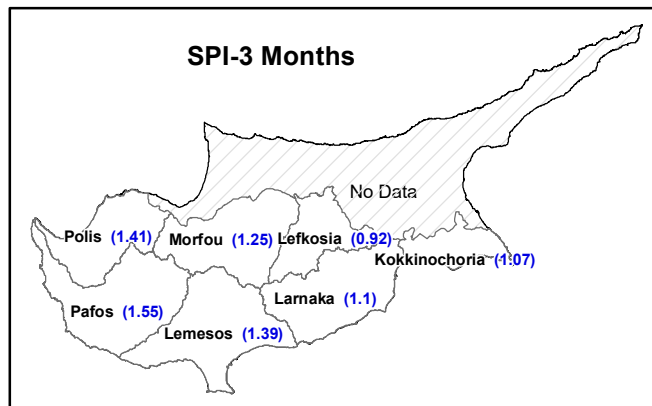 SPI-3 Months
No Data
Polis (1.41)
Morfou (1.25)
Lefkosia (0.92)
Kokkinochoria (1.07)
Pafos (1.55)
Larnaka (1.1)
Lemesos (1.39)